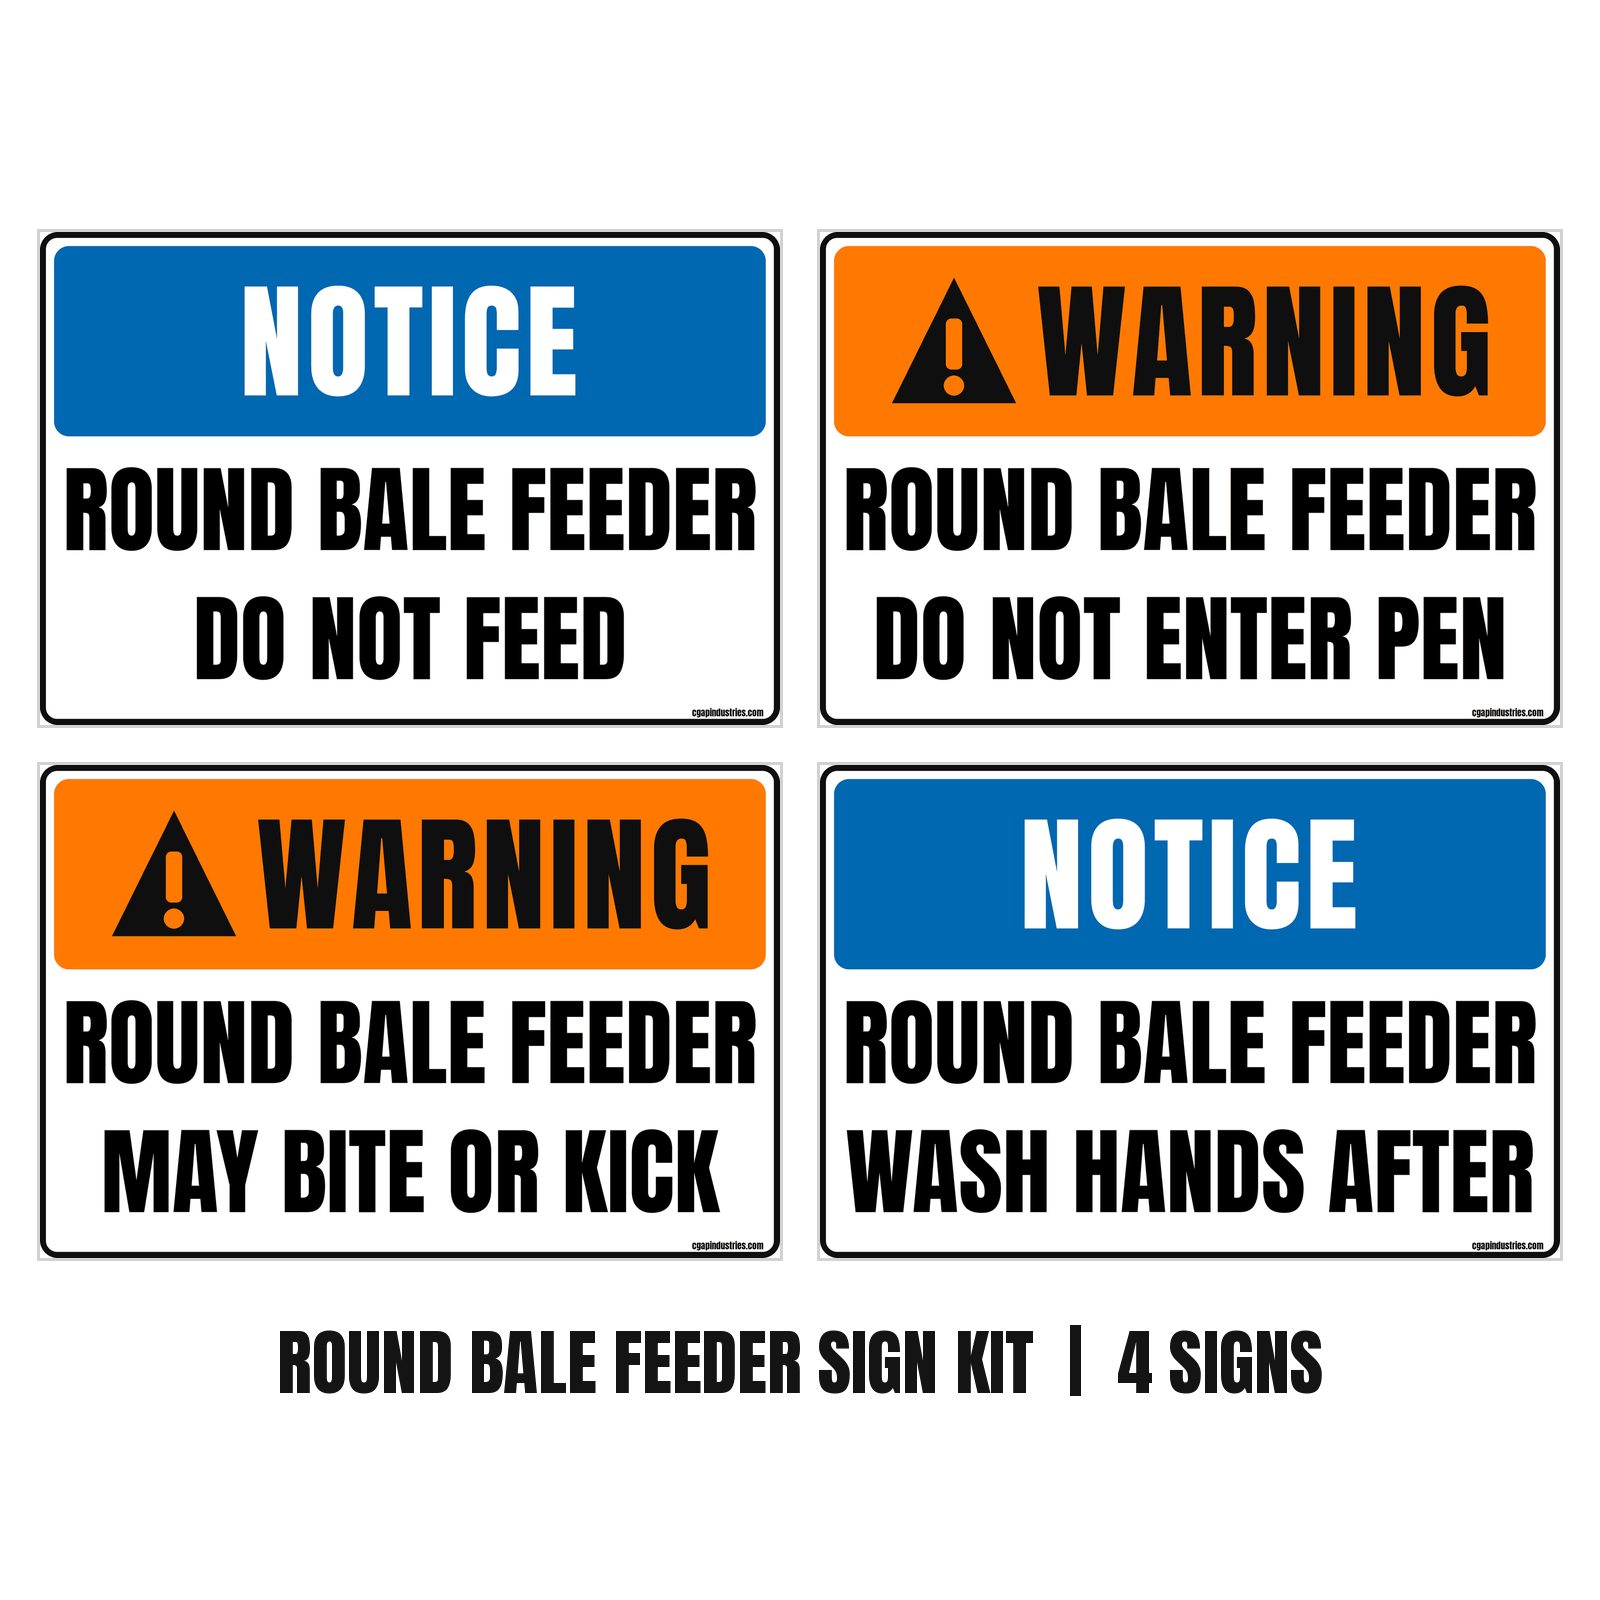 NOTICE
ROUND BALE FEEDER
DO NOT FEED
cgapindustries.com
WARNING
ROUND BALE FEEDER
DO NOT ENTER PEN
cgapindustries.com
WARNING
ROUND BALE FEEDER
MAY BITE OR KICK
cgapindustries.com
NOTICE
ROUND BALE FEEDER
WASH HANDS AFTER
cgapindustries.com
ROUND BALE FEEDER SIGN KIT | 4 SIGNS